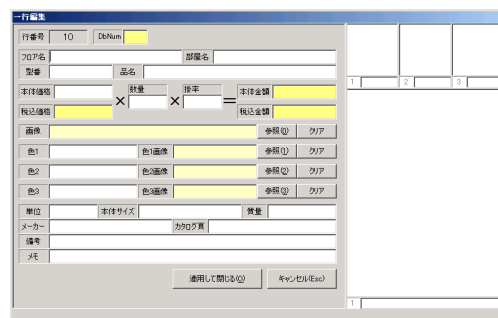 一行編集
行番号 10 DbNum
フロア名 部屋名
型番 品名
本体価格 × 数量 × 掛率 = 本体金額
税込価格 税込金額
画像 参照(0) クリア
色1 色1画像 参照(1) クリア
色2 色2画像 参照(2) クリア
色3 色3画像 参照(3) クリア
単位 本体サイズ 質量
メーカー カタログ頁
備考
メモ
適用して閉じる(O) キャンセル(Esc)
1 2 3
1